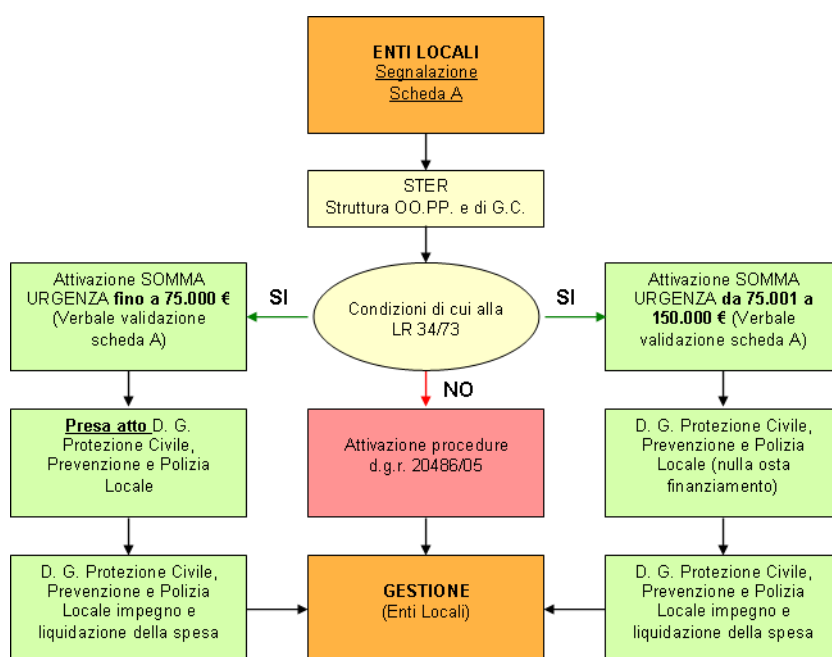 ENTI LOCALI
Segnalazione
Scheda A
STER
Struttura OO.PP. e di G.C.
Attivazione SOMMA
URGENZA fino a 75.000 €
(Verbale validazione
scheda A)
SI
Condizioni di cui alla
LR 34/73
SI
Attivazione SOMMA
URGENZA da 75.001 a
150.000 € (Verbale
validazione scheda A)
NO
Presa atto D. G.
Protezione Civile,
Prevenzione e Polizia
Locale
Attivazione procedure
d.g.r. 20486/05
D. G. Protezione Civile,
Prevenzione e Polizia
Locale (nulla osta
finanziamento)
D. G. Protezione Civile,
Prevenzione e Polizia
Locale impegno e
liquidazione della spesa
GESTIONE
(Enti Locali)
D. G. Protezione Civile,
Prevenzione e Polizia
Locale impegno e
liquidazione della spesa